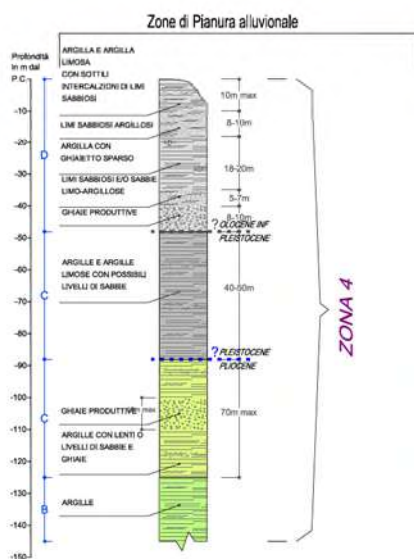 Zone di Pianura alluvionale
Profondità
in m dal
P.C.
ARGILLA E ARGILLA
LIMOSA
CON SOTTILI
INTERCALZIONI DI LIMI
SABBIOSI
LIMI SABBIOSI ARGILLOSI
ARGILLA CON
GHIAIETTO SPARSO
LIMI SABBIOSI E/O SABBIE
LIMO-ARGILLOSE
GHIAIE PRODUTTIVE
ARGILLE E ARGILLE
LIMOSE CON POSSIBILI
LIVELLI DI SABBIE
GHIAIE PRODUTTIVE
ARGILLE CON LENTI O
LIVELLI DI SABBIE E
GHIAIE
ARGILLE
0
-10
-20
-30
-40
-50
-60
-70
-80
-90
-100
-110
-120
-125
-130
-140
-150
D
C
C
B
10m max
8-10m
18-20m
5-7m
8-10m
? OLOCENE INF
PLEISTOCENE
40-50m
? PLEISTOCENE
PLIOCENE
max
70m max
ZONA 4